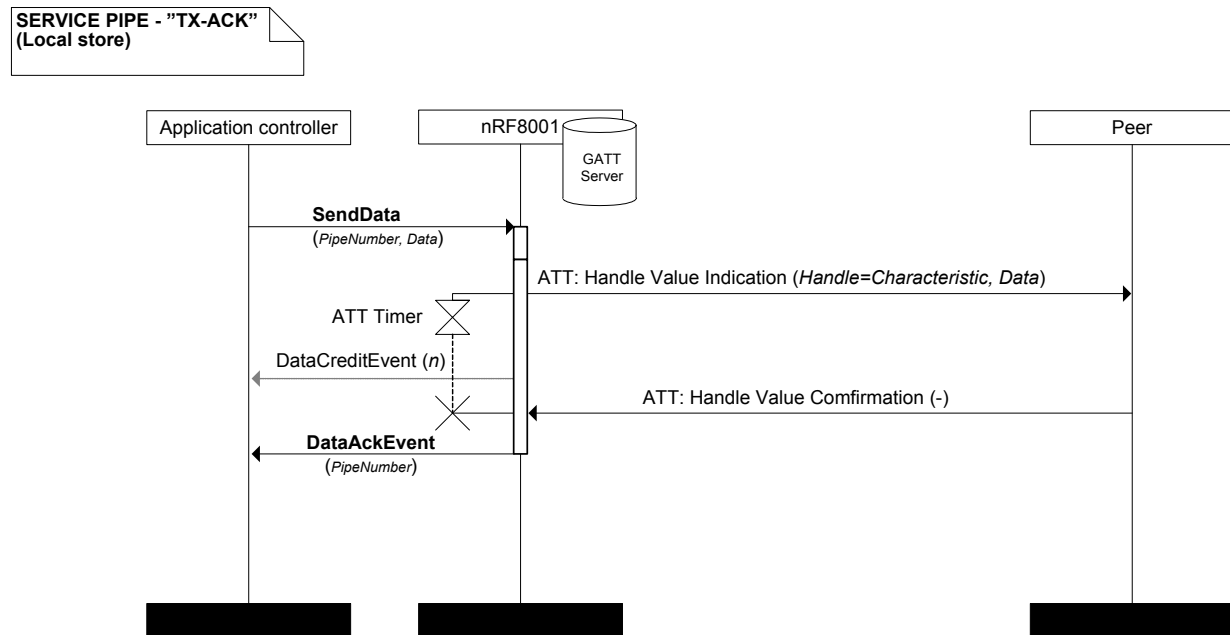 SERVICE PIPE - ”TX-ACK”
(Local store)
Application controller
nRF8001
GATT
Server
Peer
SendData
(PipeNumber, Data)
ATT: Handle Value Indication (Handle=Characteristic, Data)
ATT Timer
DataCreditEvent (n)
ATT: Handle Value Comfirmation (-)
DataAckEvent
(PipeNumber)